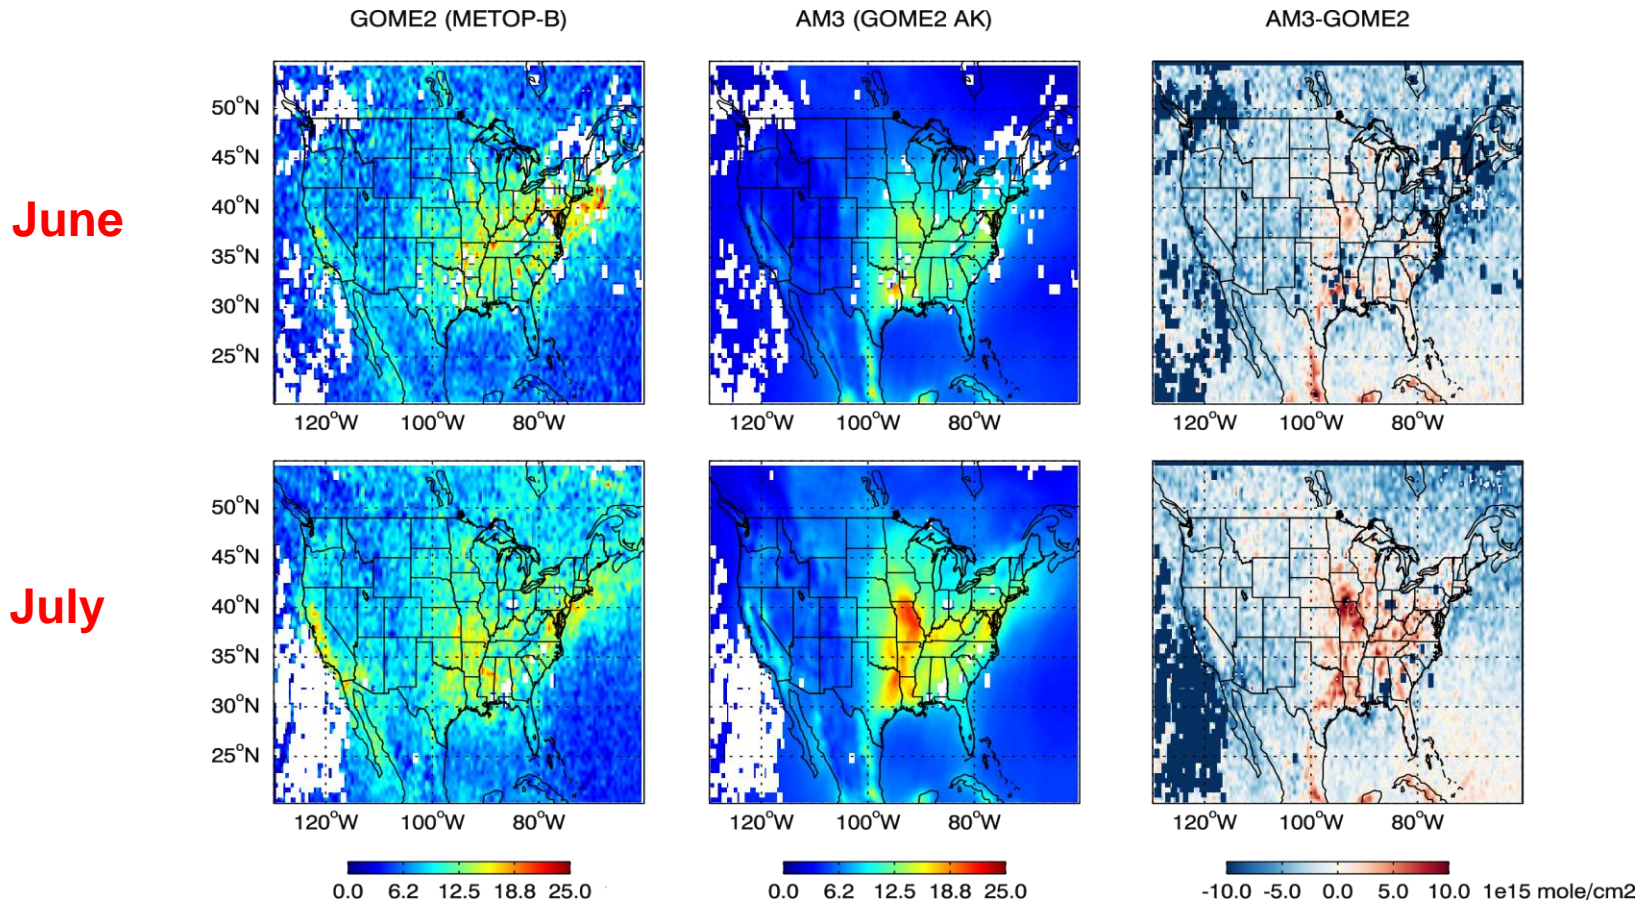 GOME2 (METOP-B) AM3 (GOME2 AK) AM3-GOME2
June
50°N
45°N
40°N
35°N
30°N
25°N
120°W 100°W 80°W 120°W 100°W 80°W 120°W 100°W 80°W
July
50°N
45°N
40°N
35°N
30°N
25°N
120°W 100°W 80°W 120°W 100°W 80°W 120°W 100°W 80°W
0.0 6.2 12.5 18.8 25.0 0.0 6.2 12.5 18.8 25.0 -10.0 -5.0 0.0 5.0 10.0 1e15 mole/cm2